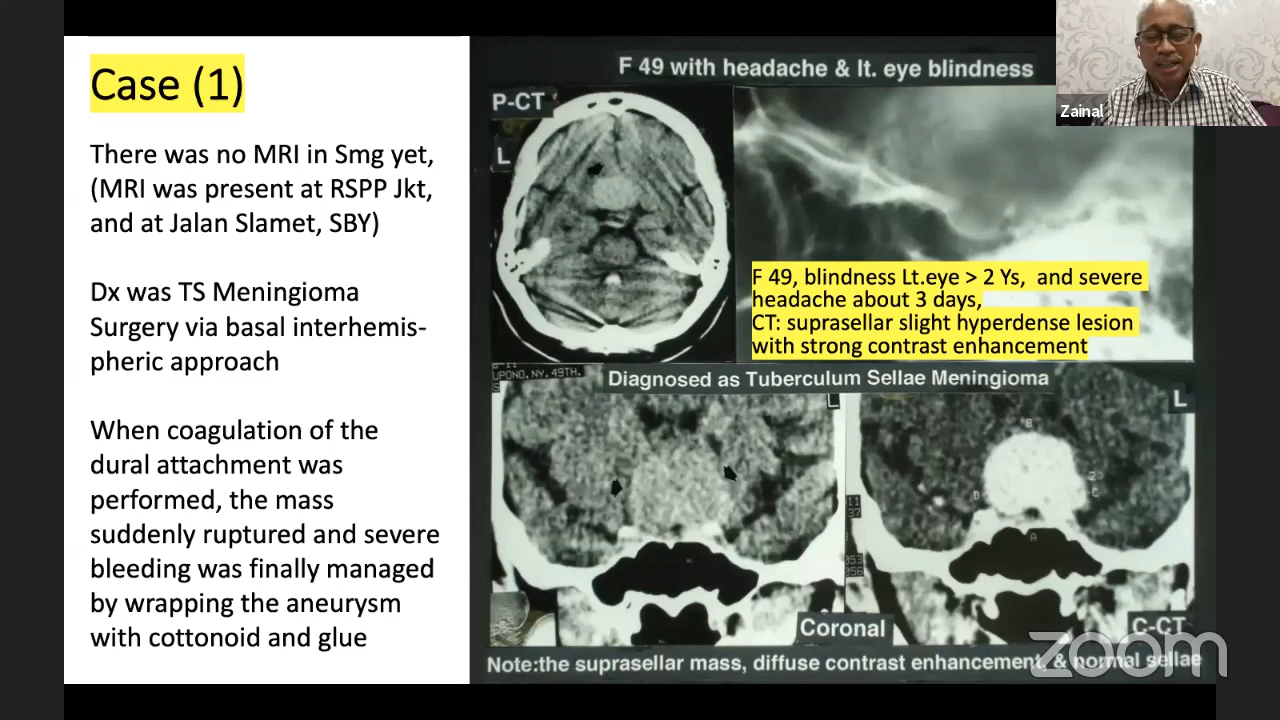 Case (1)
There was no MRI in Smg yet,
(MRI was present at RSPP Jkt,
and at Jalan Slamet, SBY)
Dx was TS Meningioma
Surgery via basal interhemis-
pheric approach
When coagulation of the
dural attachment was
performed, the mass
suddenly ruptured and severe
bleeding was finally managed
by wrapping the aneurysm
with cottonoid and glue
F 49 with headache & lt. eye blindness
P-CT
L
F 49, blindness Lt.eye > 2 Ys, and severe
headache about 3 days,
CT: suprasellar slight hyperdense lesion
with strong contrast enhancement
UPOND.NY.49TH.
S
Diagnosed as Tuberculum Sellae Meningioma
L
L
B
D
C
A
11
37
Coronal
C-CT
Note:the suprasellar mass, diffuse contrast enhancement, & normal sellae
Zainal
zoom